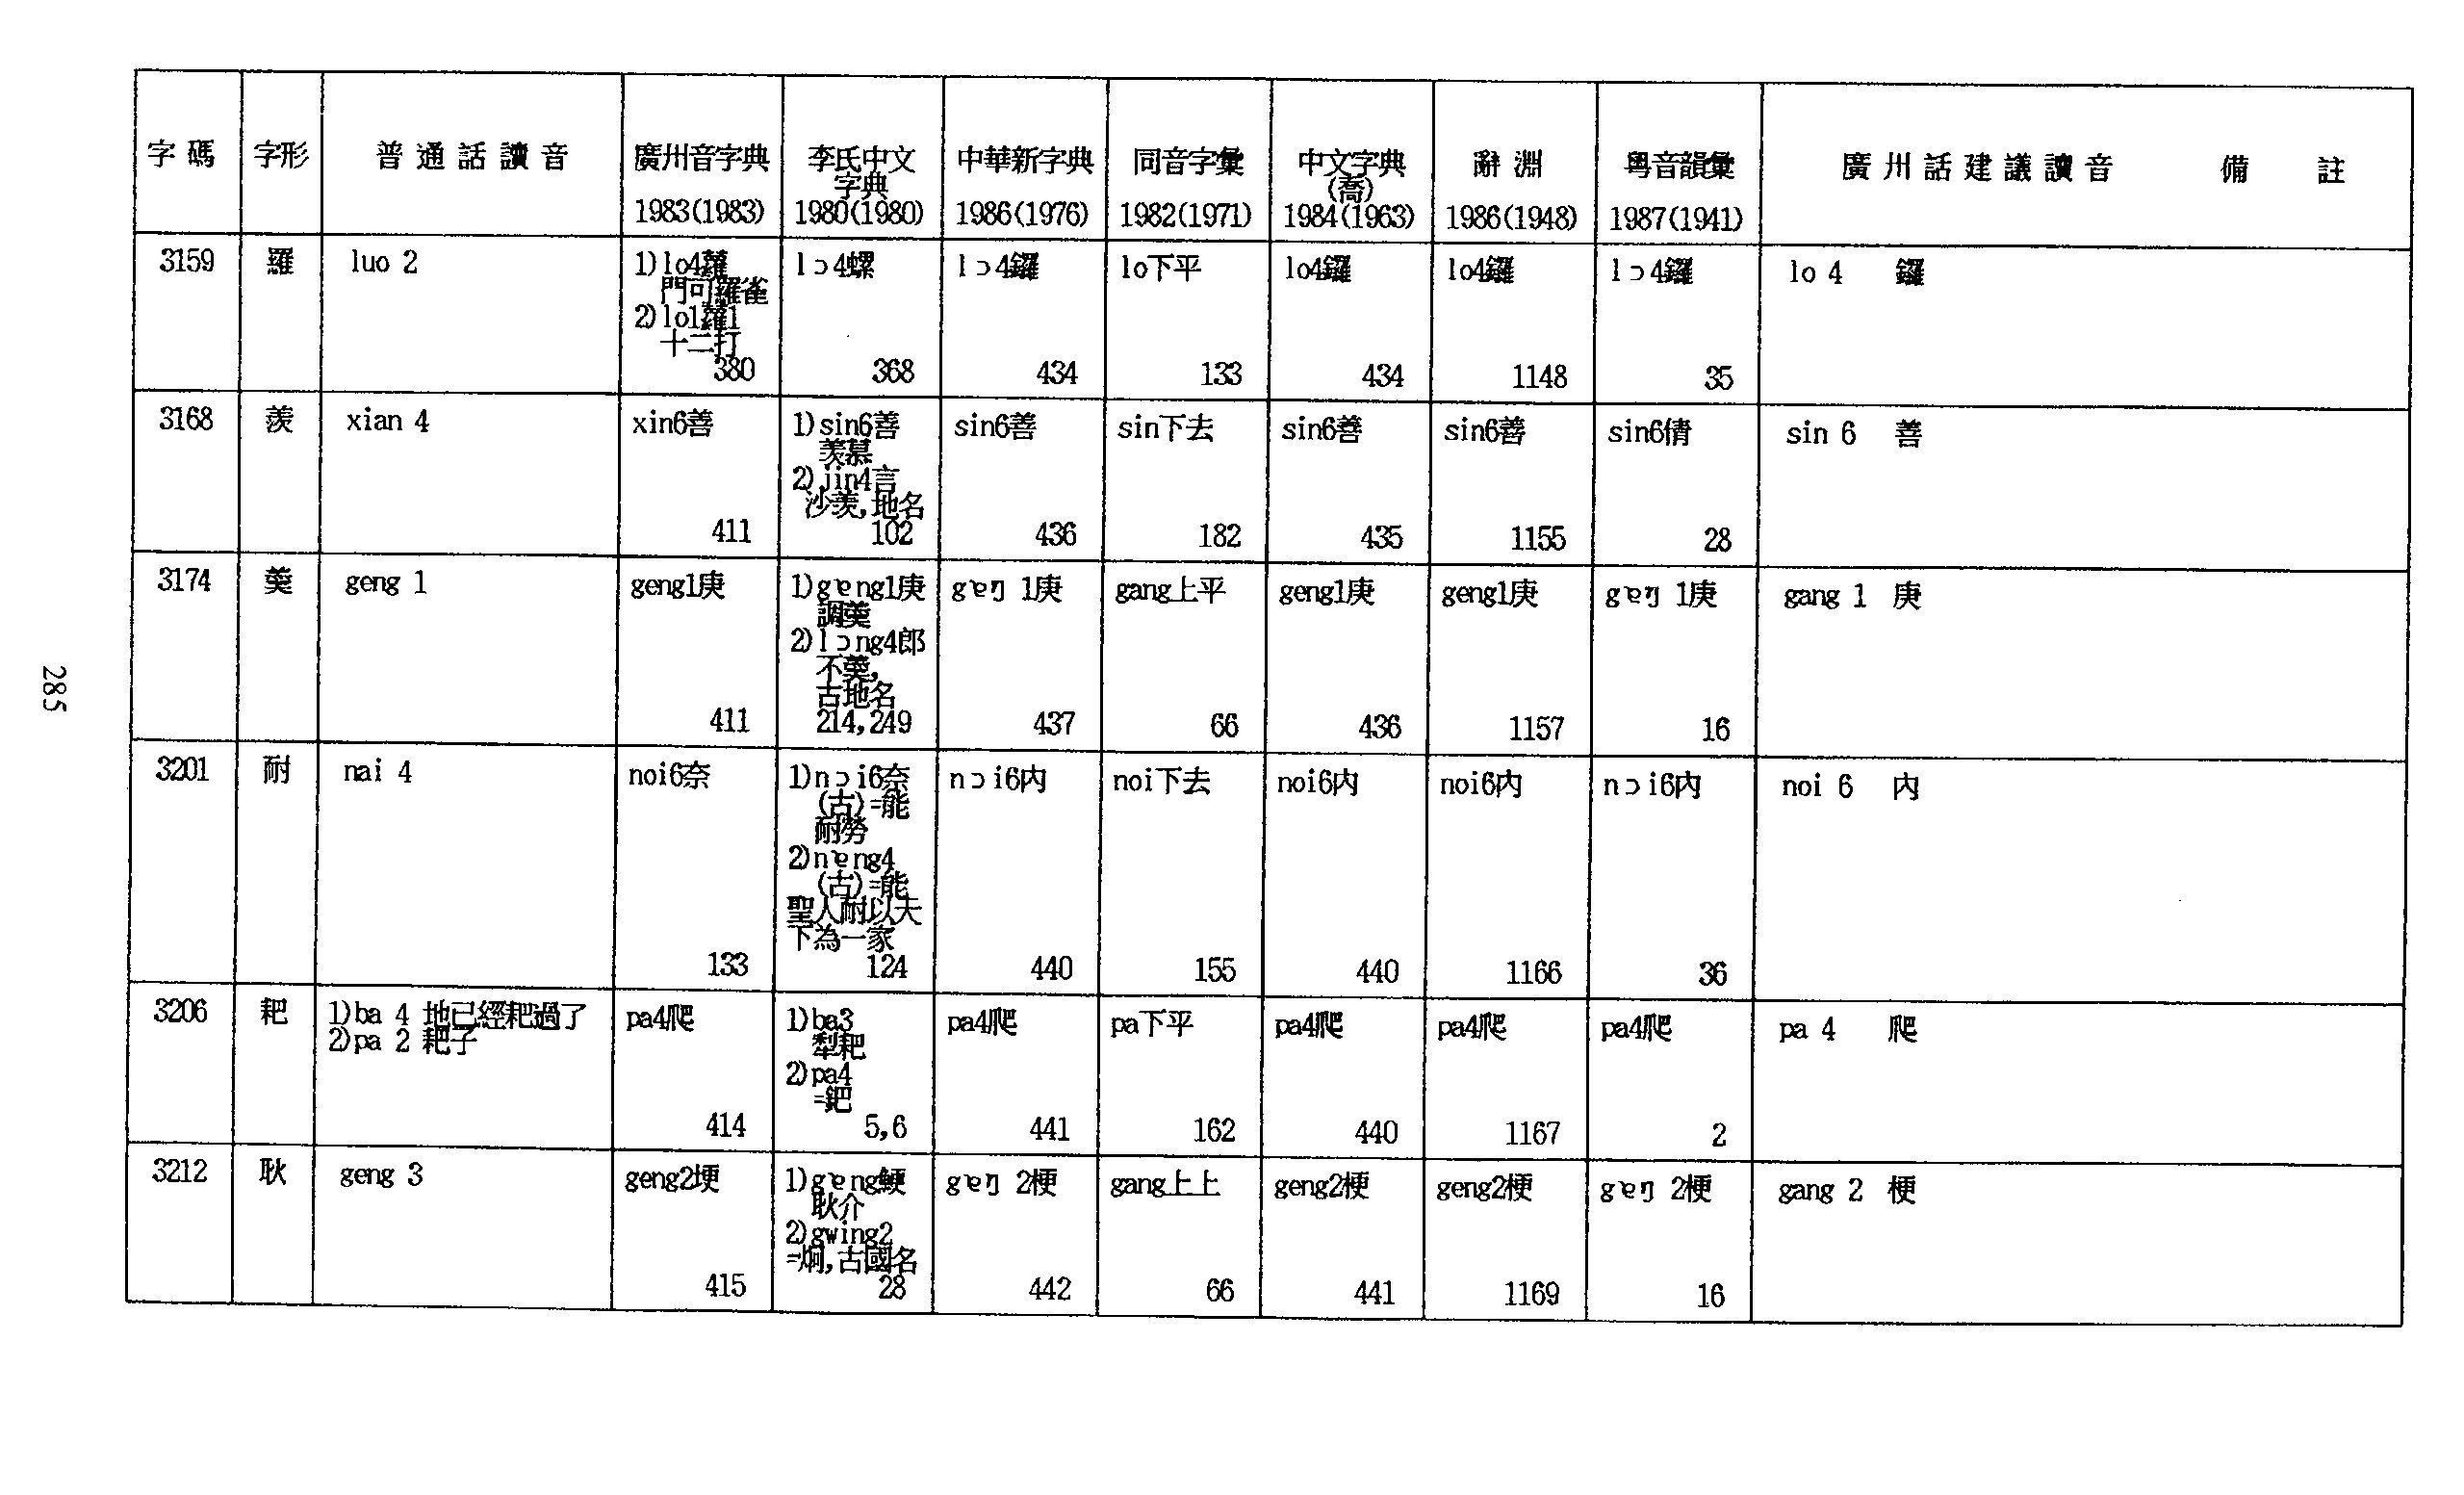 字碼 字形 普通話讀音 廣州音字典 1983(1983) 李氏中文字典 1980(1980) 中華新字典 1986(1976) 同音字彙 1982(1971) 中文字典(喬) 1984(1963) 辭淵 1986(1948) 粵音韻彙 1987(1941) 廣州話建議讀音 備註
3159 羅 luo 2
1)lo4蘿
門可羅雀
2)lo1蘿1
十二打
380
lɔ4螺
368
lɔ4鑼
434
lo下平
133
lo4鑼
434
lo4鑼
1148
lɔ4鑼
35
lo 4 鑼
3168 羨 xian 4
xin6善
411
1)sin6善
羨慕
2)jin4言
沙羨,地名
102
sin6善
436
sin下去
182
sin6善
435
sin6善
1155
sin6倩
28
sin 6 善
3174 羹 geng 1
geng1庚
411
1)gɐng1庚
調羹
2)lɔng4郎
不羹,
古地名
214,249
gɐŋ 1庚
437
gang上平
66
geng1庚
436
geng1庚
1157
gɐŋ 1庚
16
gang 1 庚
3201 耐 nai 4
noi6奈
133
1)nɔi6奈
(古)=能
耐勞
2)nɐng4
(古)=能
聖人耐以天
下為一家
124
nɔi6內
440
noi下去
155
noi6內
440
noi6內
1166
nɔi6內
36
noi 6 內
3206 耙 1)ba 4 地已經耙過了
2)pa 2 耙子
pa4爬
414
1)ba3
犁耙
2)pa4
=鈀
5,6
pa4爬
441
pa下平
162
pa4爬
440
pa4爬
1167
pa4爬
2
pa 4 爬
3212 耿 geng 3
geng2埂
415
1)gɐng鯁
耿介
2)gwing2
=炯,古國名
28
gɐŋ 2梗
442
gang上上
66
geng2梗
441
geng2梗
1169
gɐŋ 2梗
16
gang 2 梗
285